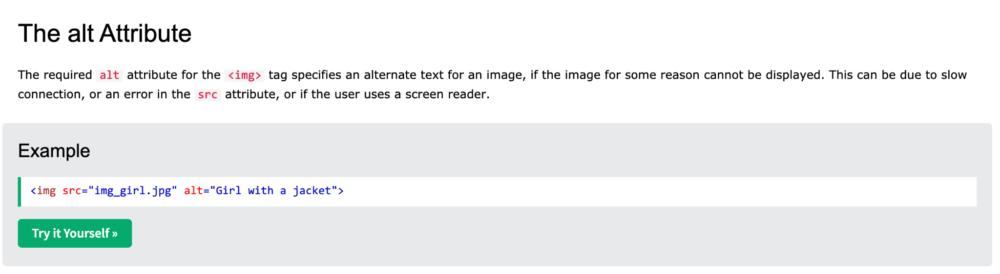 The alt Attribute
The required alt attribute for the <img> tag specifies an alternate text for an image, if the image for some reason cannot be displayed. This can be due to slow
connection, or an error in the src attribute, or if the user uses a screen reader.
Example
<img src="img_girl.jpg" alt="Girl with a jacket">
Try it Yourself »